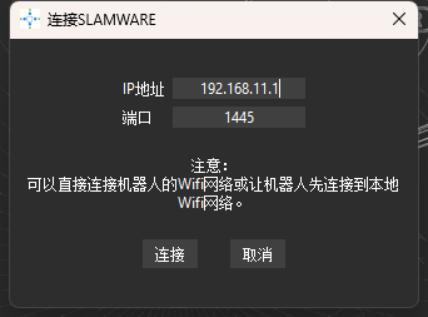 连接SLAMWARE
IP地址 192.168.11.1
端口 1445
注意：
可以直接连接机器人的Wifi网络或让机器人先连接到本地
Wifi网络。
连接 取消